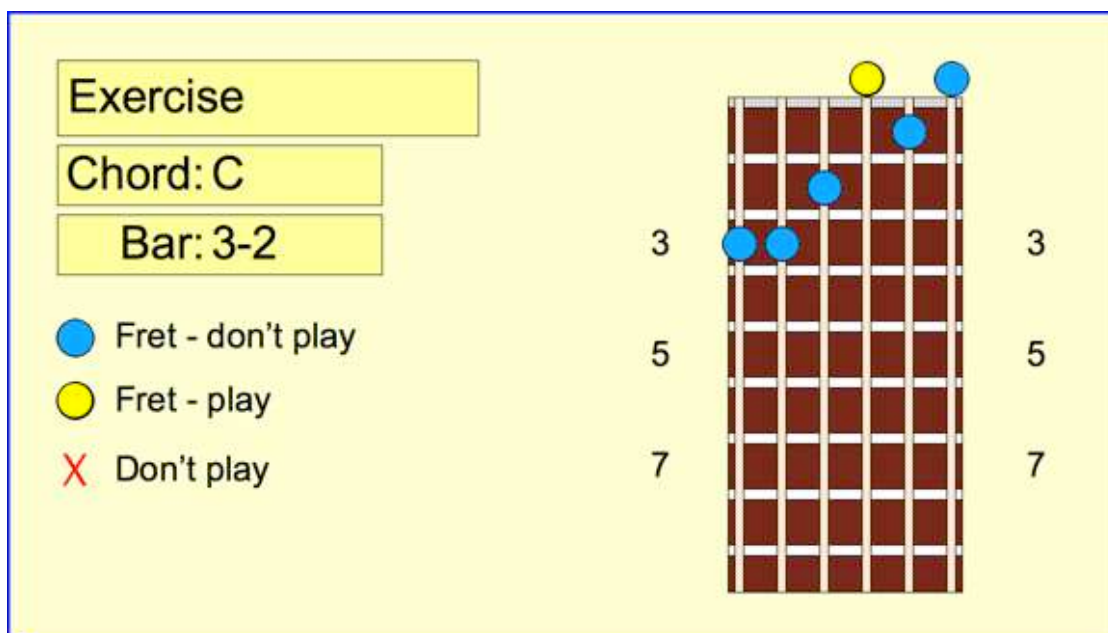 Exercise
Chord: C
Bar: 3-2
Fret - don't play
Fret - play
X Don't play
3 3
5 5
7 7